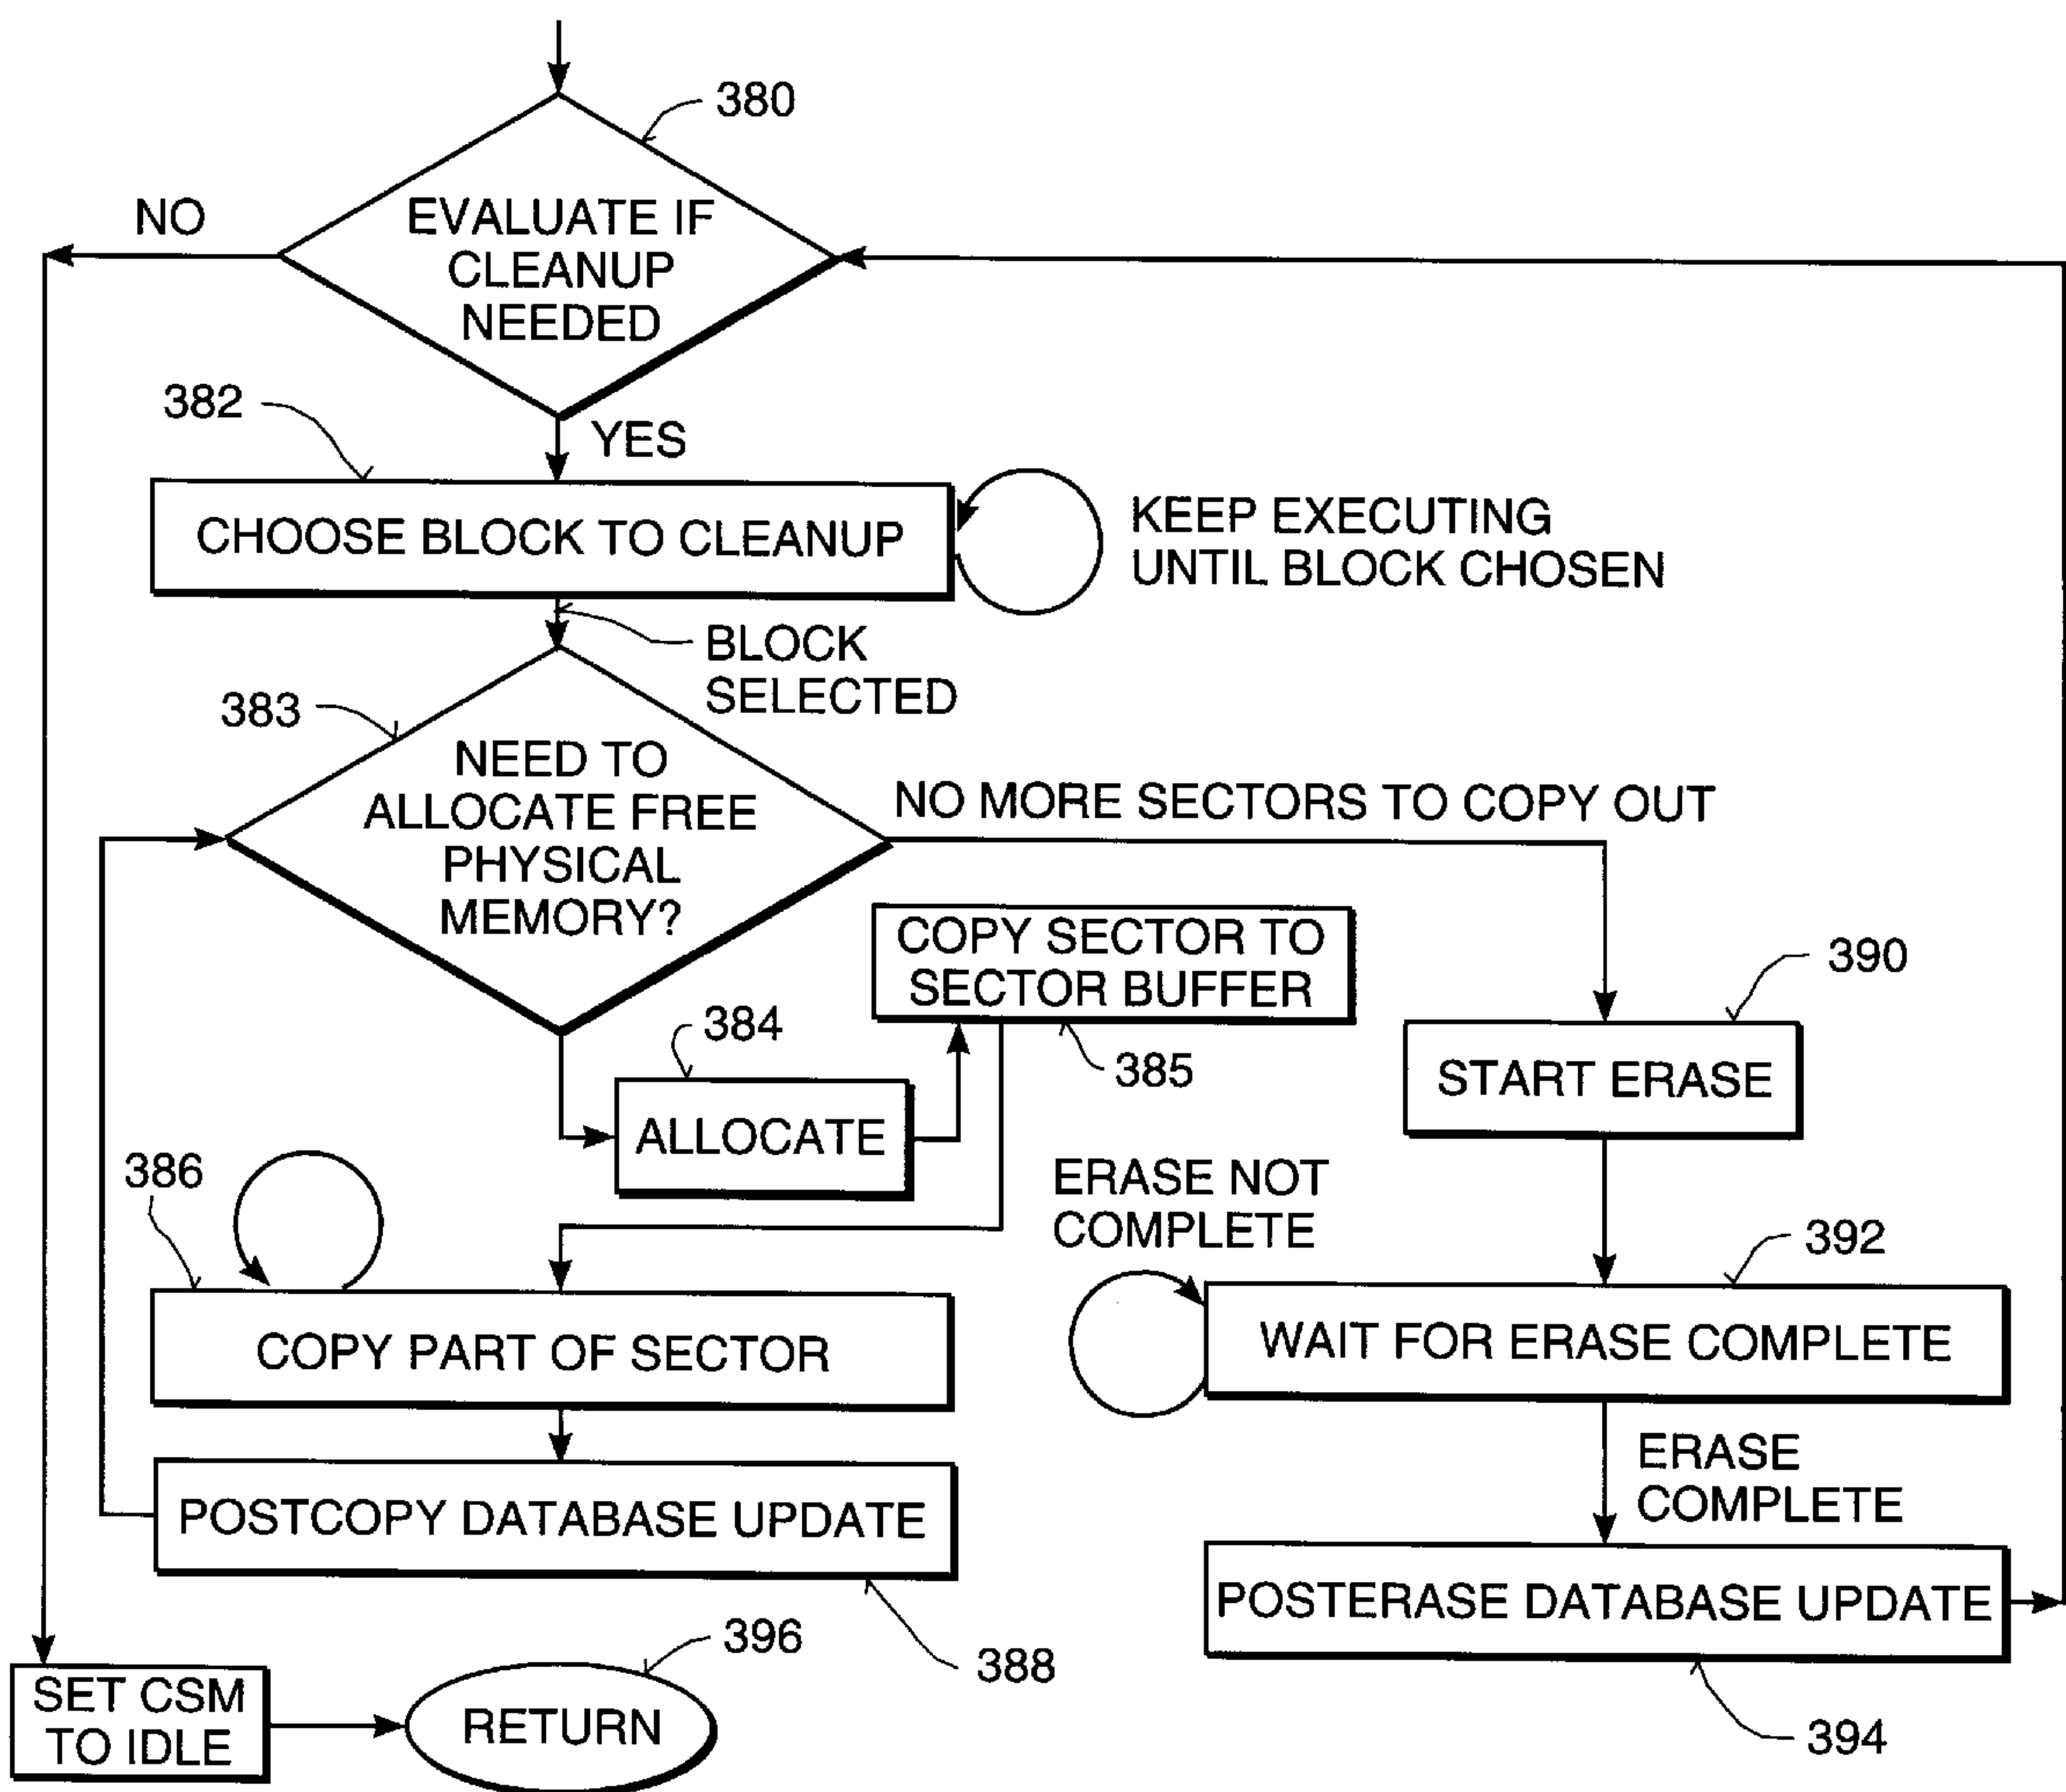 380
NO
EVALUATE IF
CLEANUP
NEEDED
382
YES
CHOOSE BLOCK TO CLEANUP
KEEP EXECUTING
UNTIL BLOCK CHOSEN
BLOCK
SELECTED
383
NEED TO
ALLOCATE FREE
PHYSICAL
MEMORY?
NO MORE SECTORS TO COPY OUT
COPY SECTOR TO
SECTOR BUFFER
385
390
START ERASE
384
ALLOCATE
386
ERASE NOT
COMPLETE
392
COPY PART OF SECTOR
WAIT FOR ERASE COMPLETE
ERASE
COMPLETE
POSTCOPY DATABASE UPDATE
388
POSTERASE DATABASE UPDATE
394
396
SET CSM
TO IDLE
RETURN